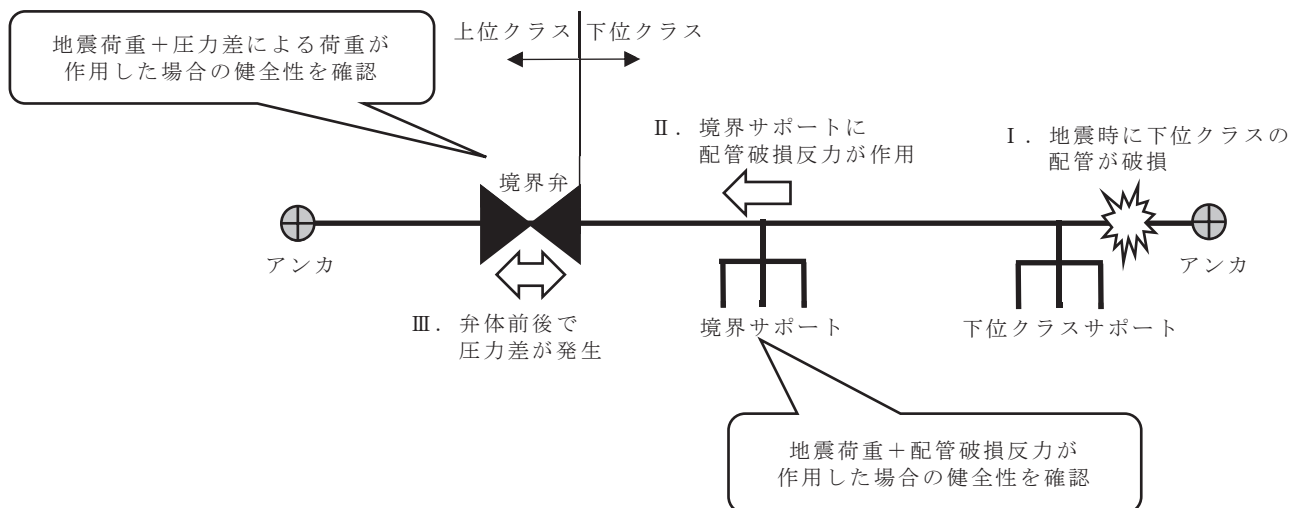 地震荷重＋圧力差による荷重が
作用した場合の健全性を確認
上位クラス 下位クラス
Ⅱ．境界サポートに
配管破損反力が作用
Ⅰ．地震時に下位クラスの
配管が破損
境界弁
アンカ
アンカ
Ⅲ．弁体前後で
圧力差が発生
境界サポート
下位クラスサポート
地震荷重＋配管破損反力が
作用した場合の健全性を確認